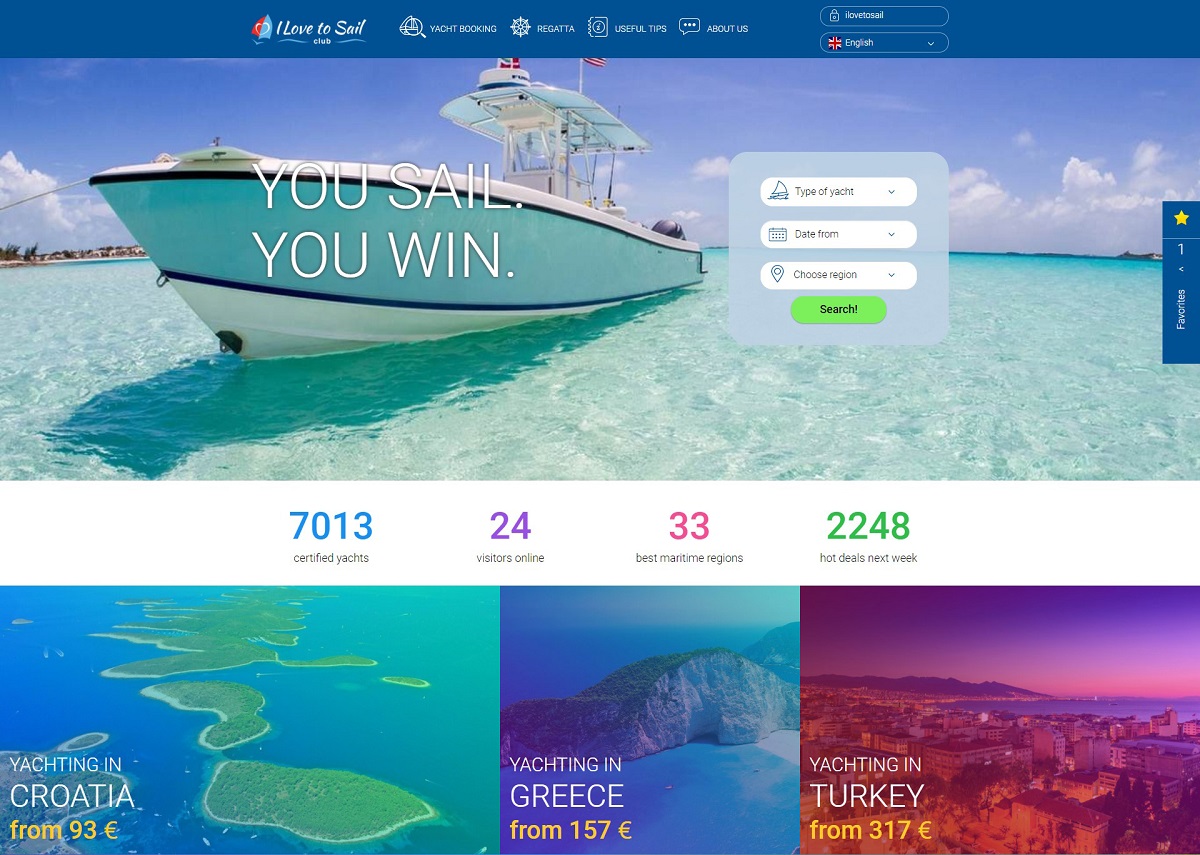 I Love to Sail
club
YACHT BOOKING
REGATTA
USEFUL TIPS
ABOUT US
ilovetosail
English
YOU SAIL.
YOU WIN.
Type of yacht
Date from
Choose region
Search!
1
<
Favorites
7013
certified yachts
24
visitors online
33
best maritime regions
2248
hot deals next week
YACHTING IN
CROATIA
from 93 €
YACHTING IN
GREECE
from 157 €
YACHTING IN
TURKEY
from 317 €